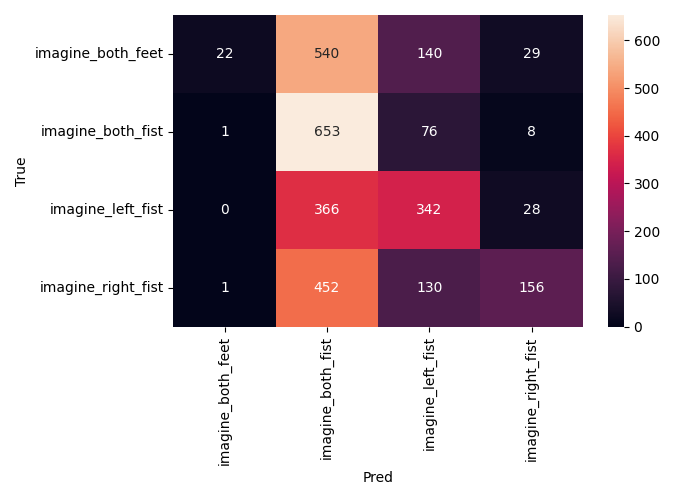 imagine_both_feet 22 540 140 29
imagine_both_fist 1 653 76 8
imagine_left_fist 0 366 342 28
imagine_right_fist 1 452 130 156
True
imagine_both_feet
imagine_both_fist
imagine_left_fist
imagine_right_fist
Pred
600
500
400
300
200
100
0